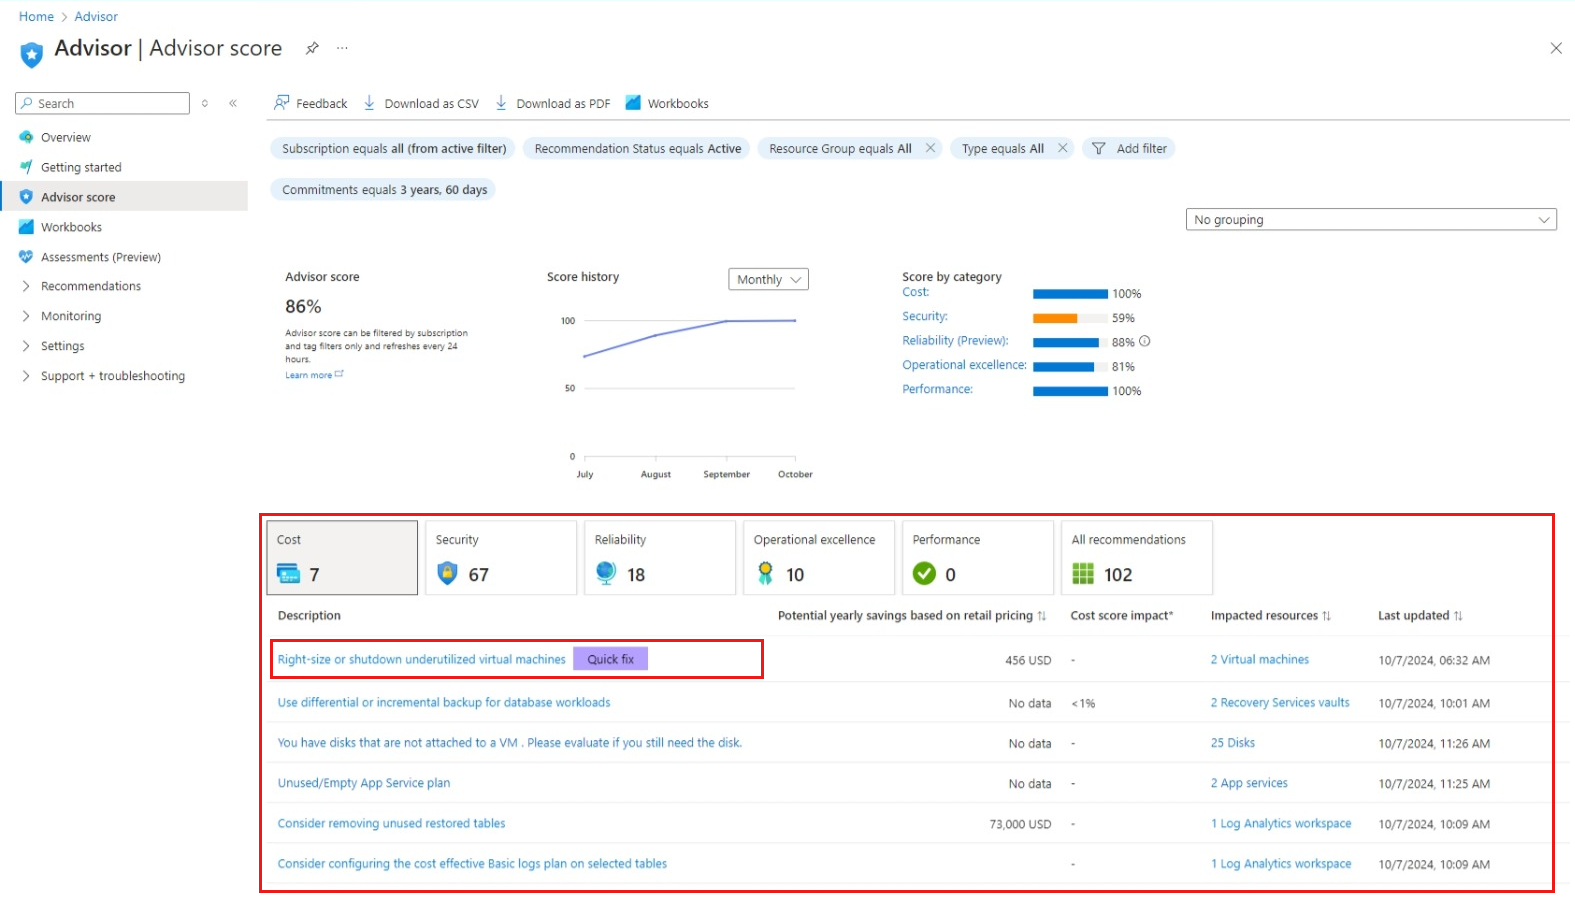 Home > Advisor
Advisor | Advisor score
Search
Overview
Getting started
Advisor score
Workbooks
Assessments (Preview)
Recommendations
Monitoring
Settings
Support + troubleshooting
Feedback Download as CSV Download as PDF Workbooks
Subscription equals all (from active filter) Recommendation Status equals Active Resource Group equals All Type equals All Add filter
Commitments equals 3 years, 60 days
No grouping
Advisor score
86%
Advisor score can be filtered by subscription
and tag filters only and refreshes every 24
hours.
Learn more
Score history Monthly
100
50
0
July August September October
Score by category
Cost: 100%
Security: 59%
Reliability (Preview): 88%
Operational excellence: 81%
Performance: 100%
Cost 7
Security 67
Reliability 18
Operational excellence 10
Performance 0
All recommendations 102
Description Potential yearly savings based on retail pricing Cost score impact* Impacted resources Last updated
Right-size or shutdown underutilized virtual machines Quick fix 456 USD - 2 Virtual machines 10/7/2024, 06:32 AM
Use differential or incremental backup for database workloads No data <1% 2 Recovery Services vaults 10/7/2024, 10:01 AM
You have disks that are not attached to a VM . Please evaluate if you still need the disk. No data - 25 Disks 10/7/2024, 11:26 AM
Unused/Empty App Service plan No data - 2 App services 10/7/2024, 11:25 AM
Consider removing unused restored tables 73,000 USD - 1 Log Analytics workspace 10/7/2024, 10:09 AM
Consider configuring the cost effective Basic logs plan on selected tables - 1 Log Analytics workspace 10/7/2024, 10:09 AM